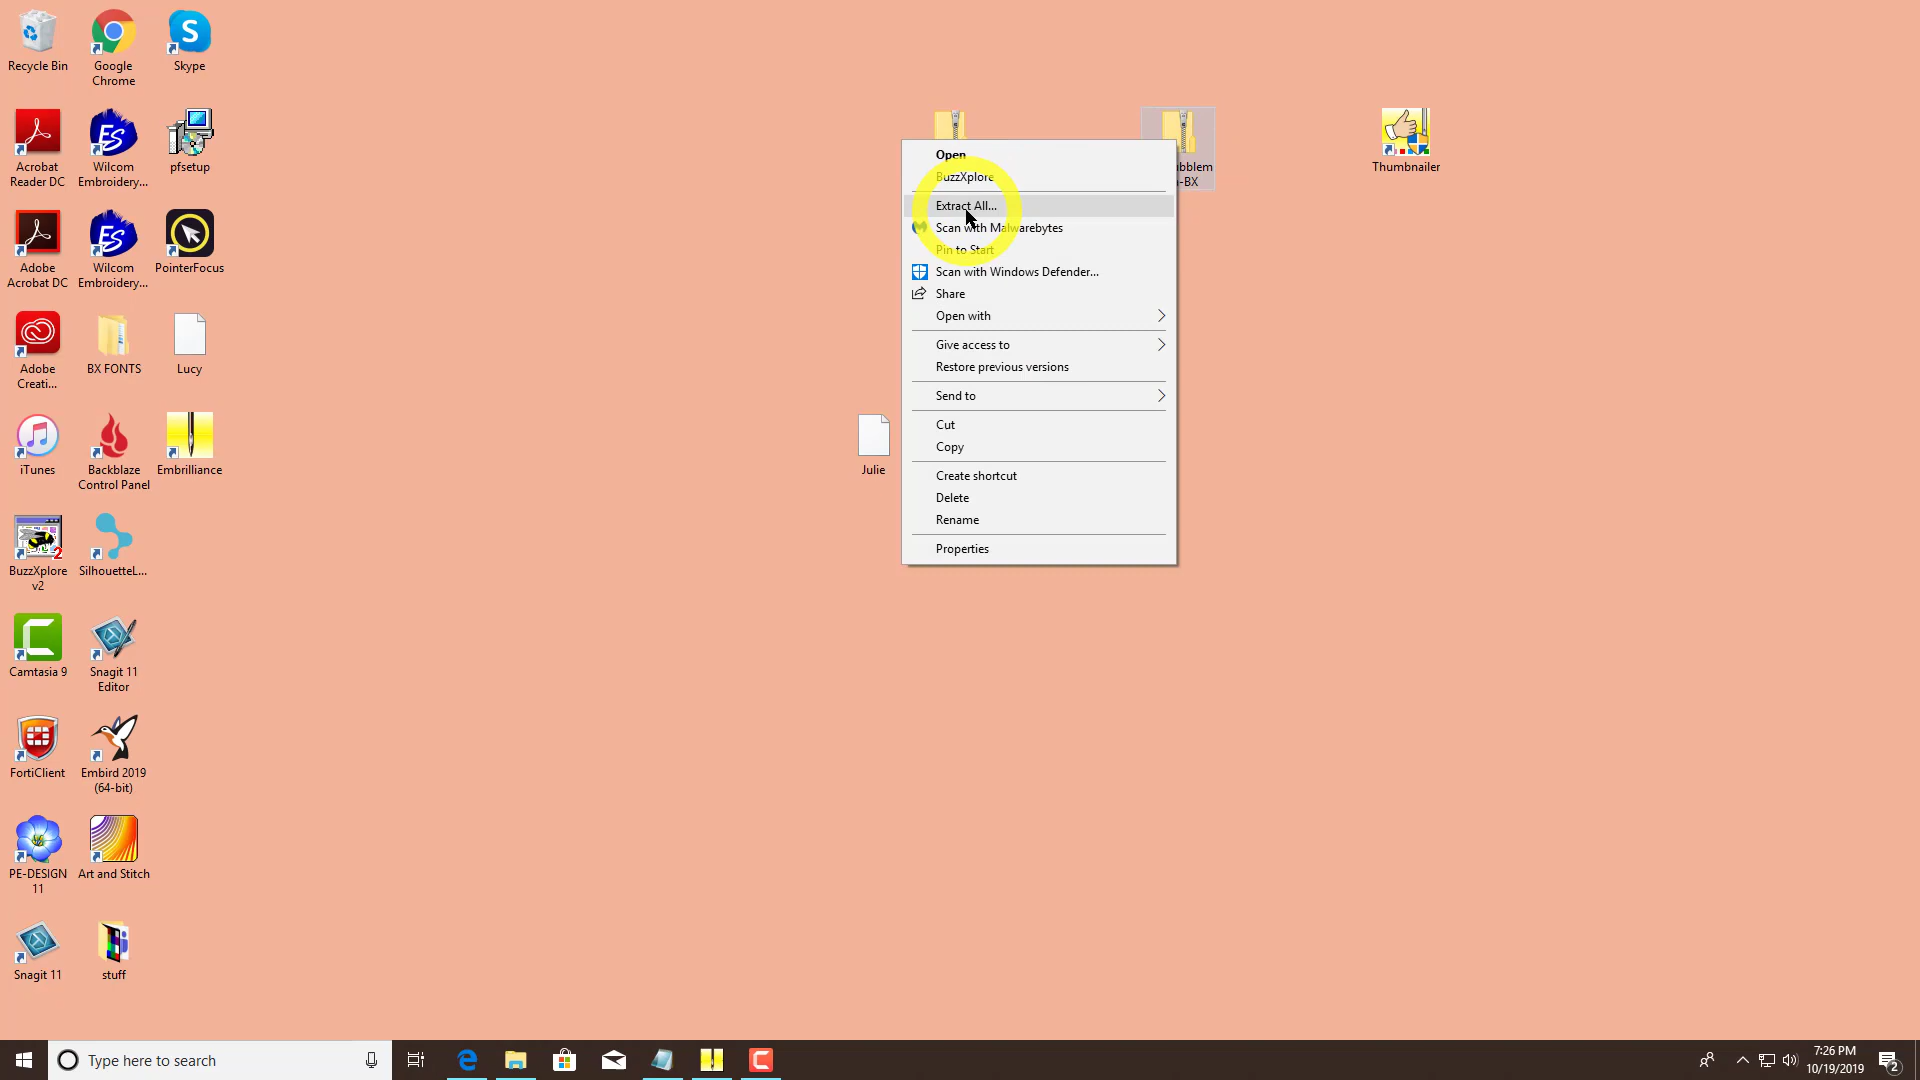 Recycle Bin
Google
Chrome
Skype
Acrobat
Reader DC
Wilcom
Embroidery...
pfsetup
Adobe
Acrobat DC
Wilcom
Embroidery...
PointerFocus
Adobe
Creati...
BX FONTS
Lucy
iTunes
Backblaze
Control Panel
Embrilliance
BuzzXplore
v2
SilhouetteL...
Camtasia 9
Snagit 11
Editor
FortiClient
Embird 2019
(64-bit)
PE-DESIGN
11
Art and Stitch
Snagit 11
stuff
Julie
Thumbnailer
-BX
Open
BuzzXplore
Extract All...
Scan with Malwarebytes
Pin to Start
Scan with Windows Defender...
Share
Open with
Give access to
Restore previous versions
Send to
Cut
Copy
Create shortcut
Delete
Rename
Properties
Type here to search
7:26 PM
10/19/2019
2